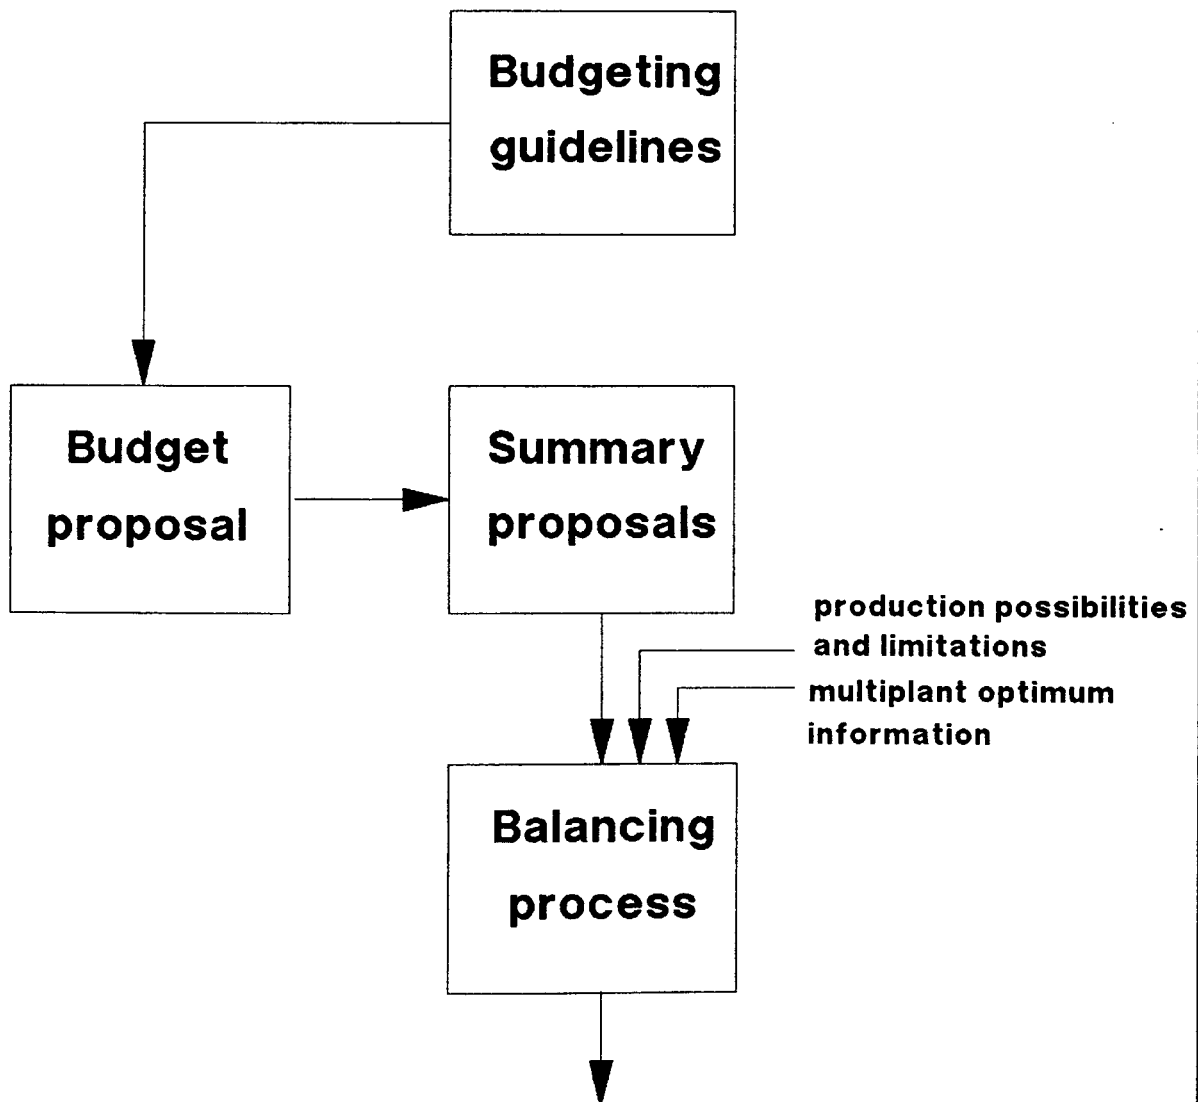 Budgeting
guidelines
Budget
proposal
Summary
proposals
production possibilities
and limitations
multiplant optimum
information
Balancing
process